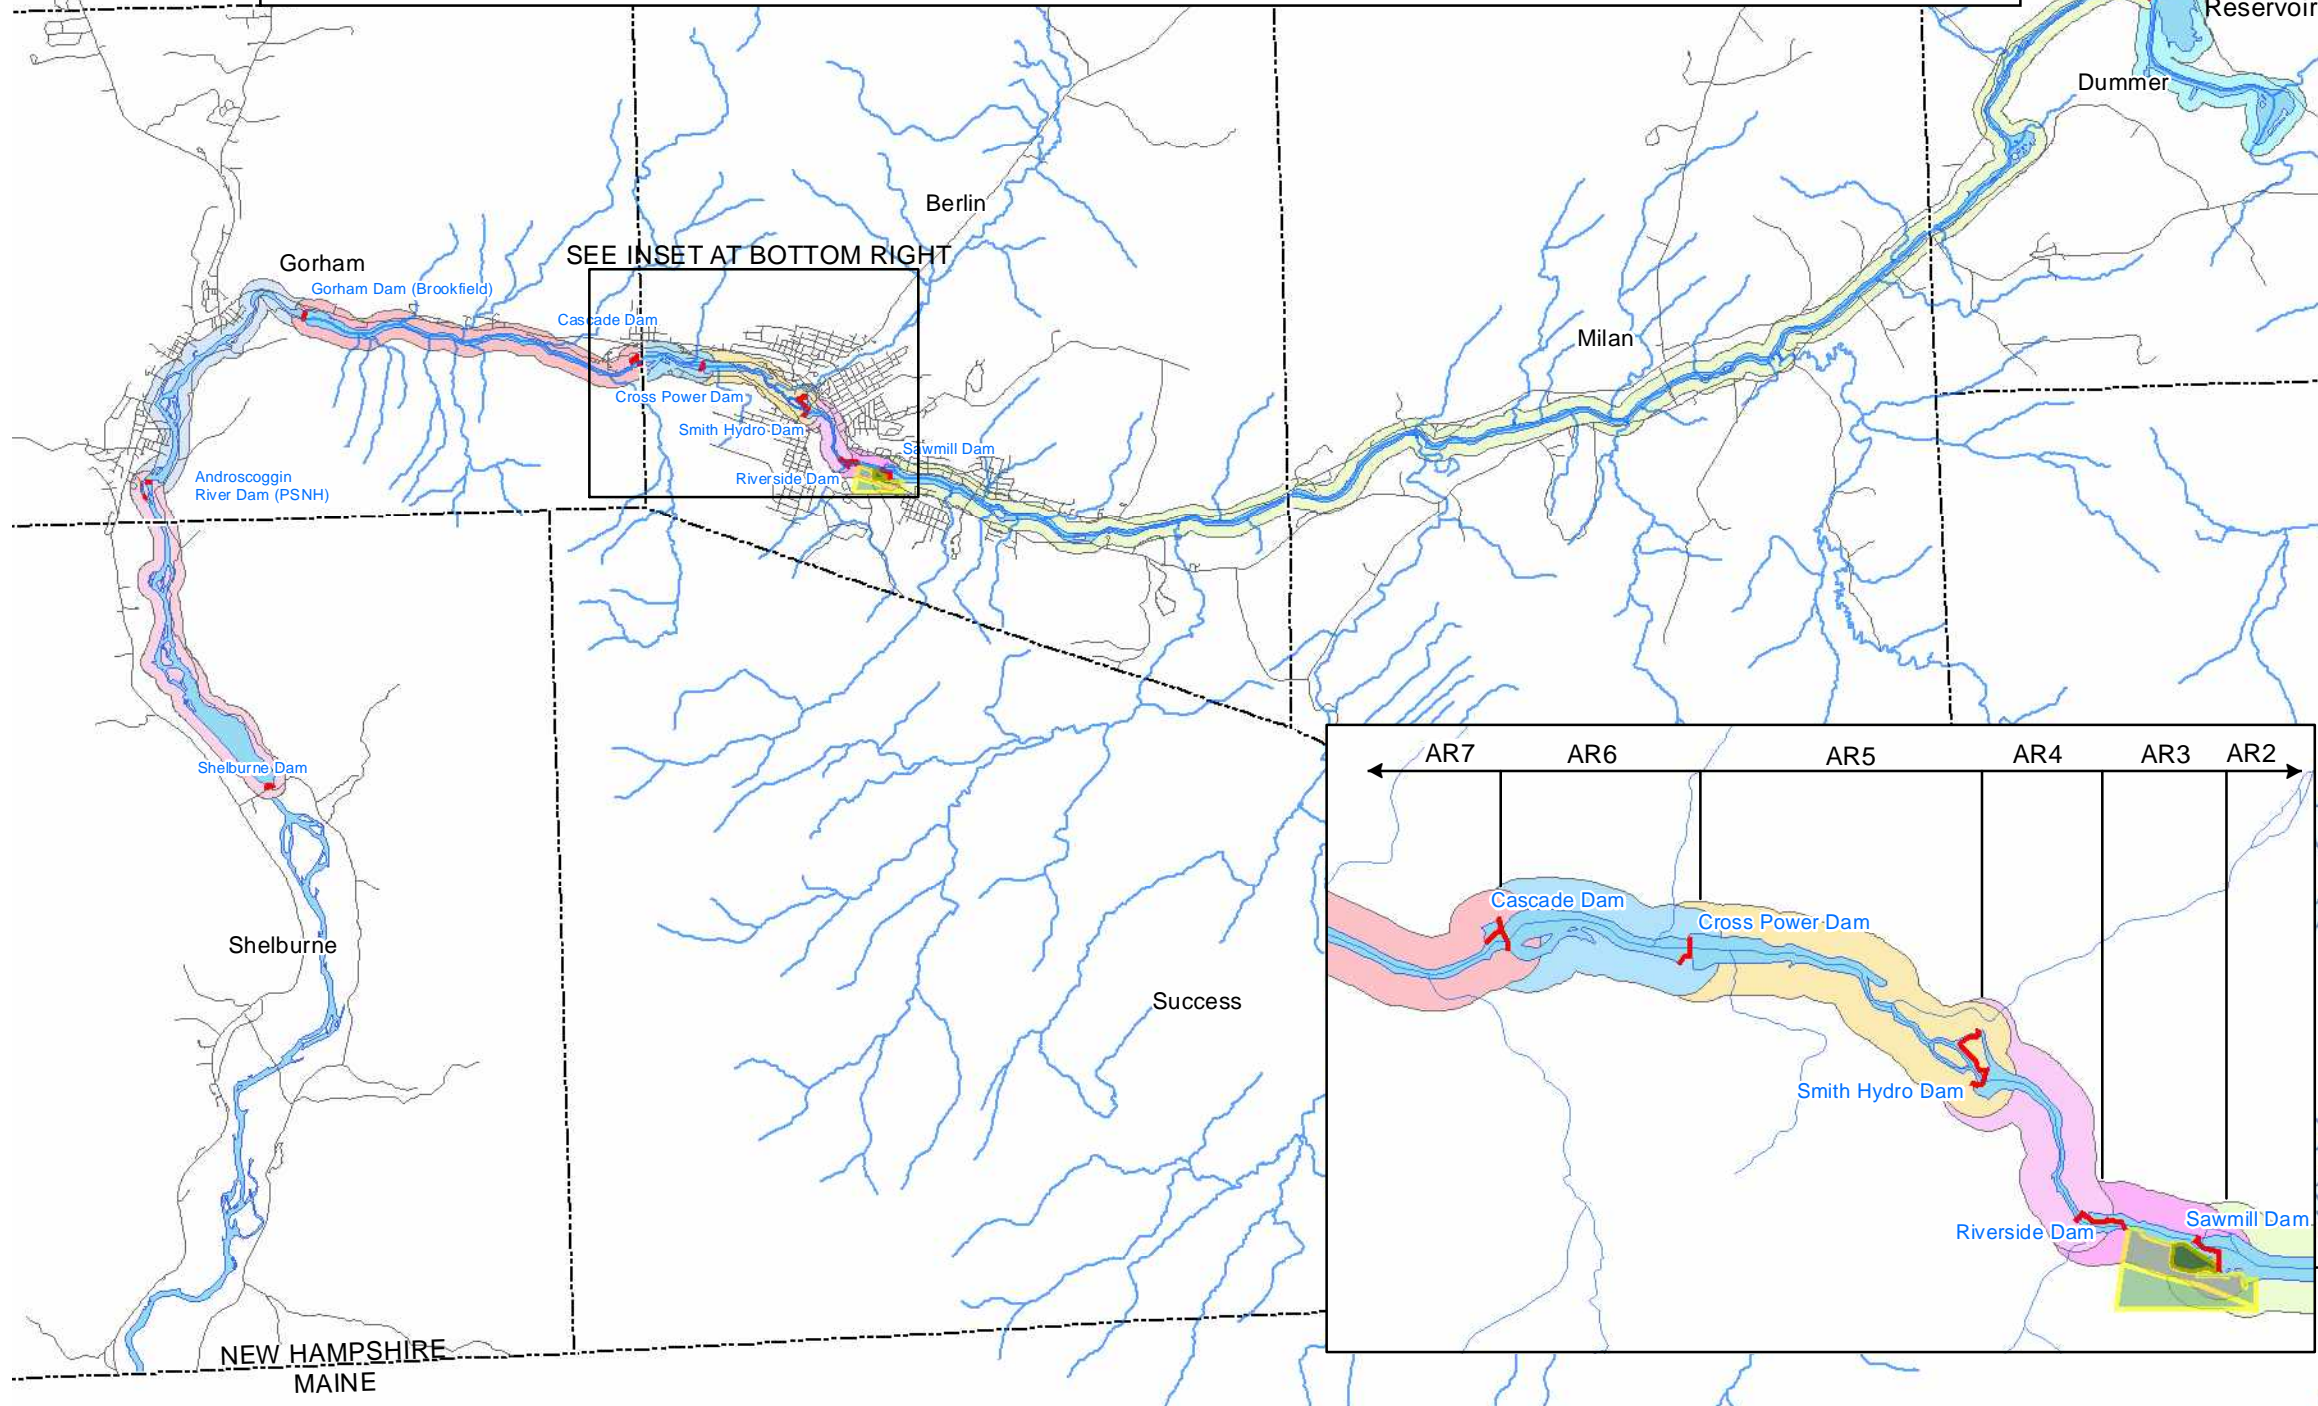 Reservoir
Dummer
Berlin
SEE INSET AT BOTTOM RIGHT
Gorham
Gorham Dam (Brookfield)
Cascade Dam
Milan
Cross Power Dam
Smith Hydro Dam
Sawmill Dam
Riverside Dam
Androscoggin
River Dam (PSNH)
Shelburne Dam
AR7
AR6
AR5
AR4
AR3
AR2
Cascade Dam
Cross Power Dam
Shelburne
Success
Smith Hydro Dam
Sawmill Dam
Riverside Dam
NEW HAMPSHIRE
MAINE